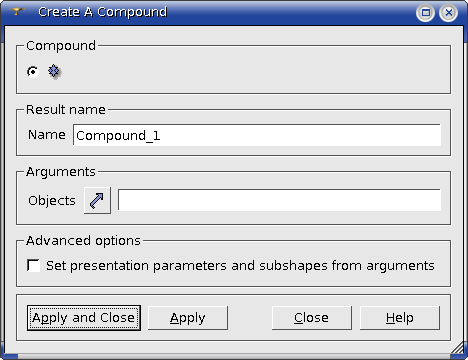 Create A Compound
Compound
Result name
Name Compound_1
Arguments
Objects
Advanced options
Set presentation parameters and subshapes from arguments
Apply and Close Apply Close Help